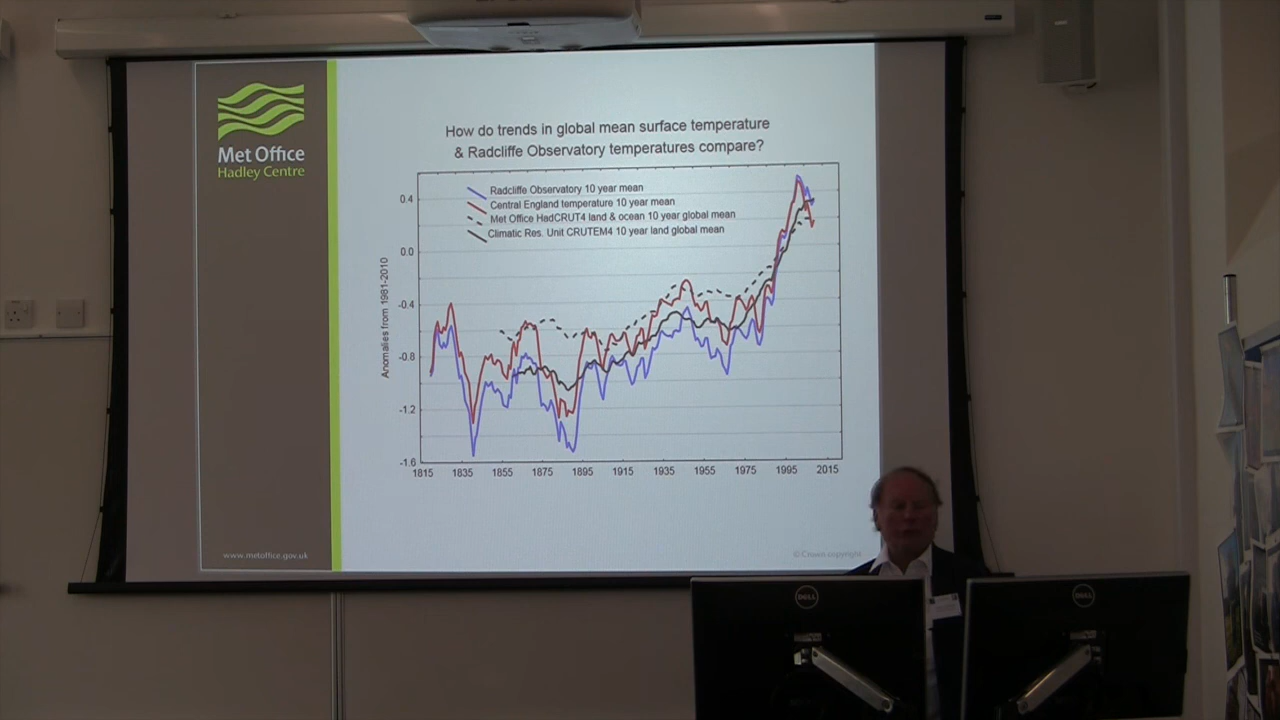 Met Office
Hadley Centre
How do trends in global mean surface temperature
& Radcliffe Observatory temperatures compare?
Radcliffe Observatory 10 year mean
Central England temperature 10 year mean
Met Office HadCRUT4 land & ocean 10 year global mean
Climatic Res. Unit CRUTEM4 10 year land global mean
Anomalies from 1981-2010
0.4
0.0
-0.4
-0.8
-1.2
-1.6
1815 1835 1855 1875 1895 1915 1935 1955 1975 1995 2015
www.metoffice.gov.uk
© Crown copyright
DELL
DELL